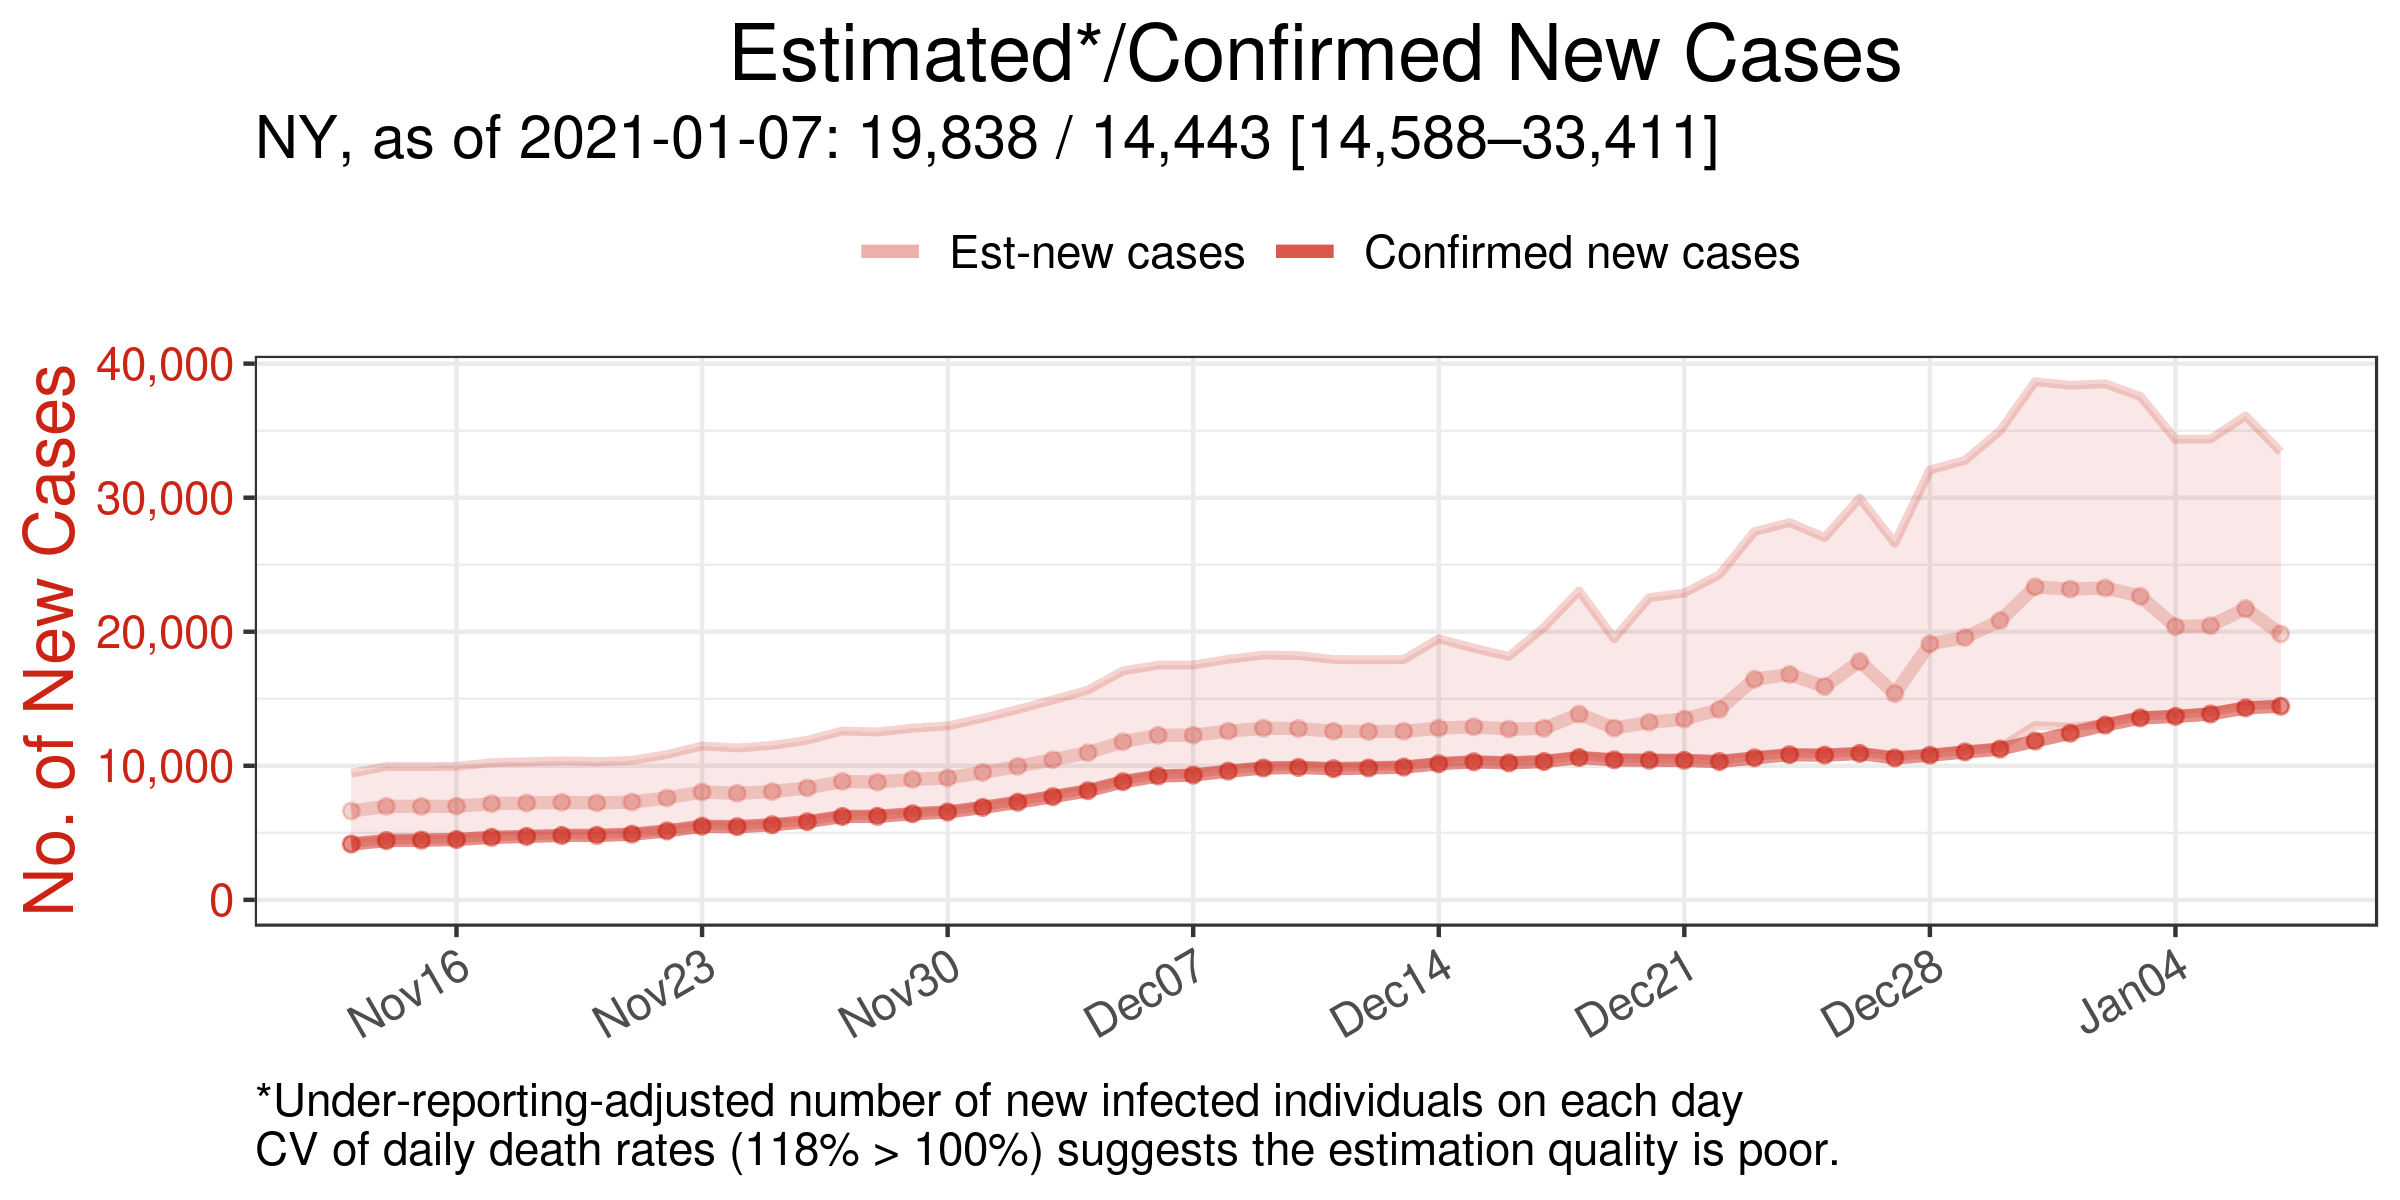 Estimated*/Confirmed New Cases
NY, as of 2021-01-07: 19,838 / 14,443 [14,588–33,411]
Est-new cases
Confirmed new cases
No. of New Cases
40,000
30,000
20,000
10,000
0
Nov16
Nov23
Nov30
Dec07
Dec14
Dec21
Dec28
Jan04
*Under-reporting-adjusted number of new infected individuals on each day
CV of daily death rates (118% > 100%) suggests the estimation quality is poor.